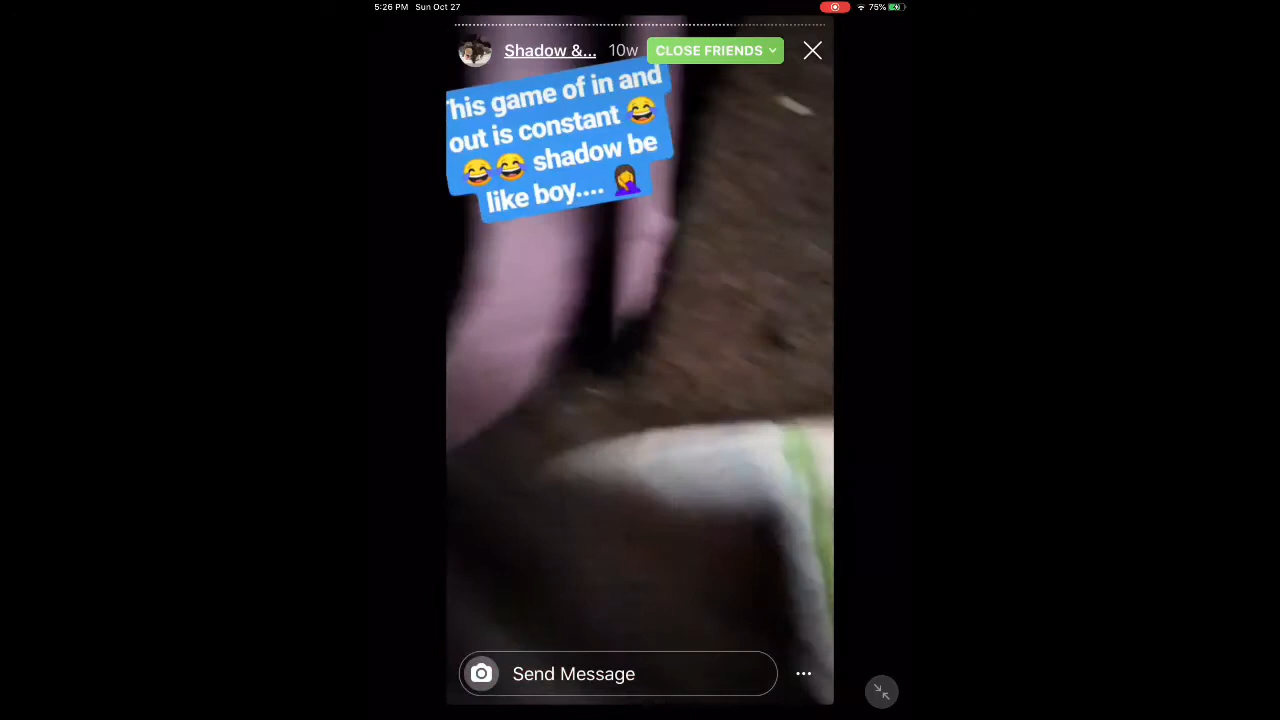 5:26 PM Sun Oct 27
75%
Shadow &... 10w CLOSE FRIENDS
his game of in and
out is constant 😂
😂😂 shadow be
like boy.... 🤦‍♀️
Send Message